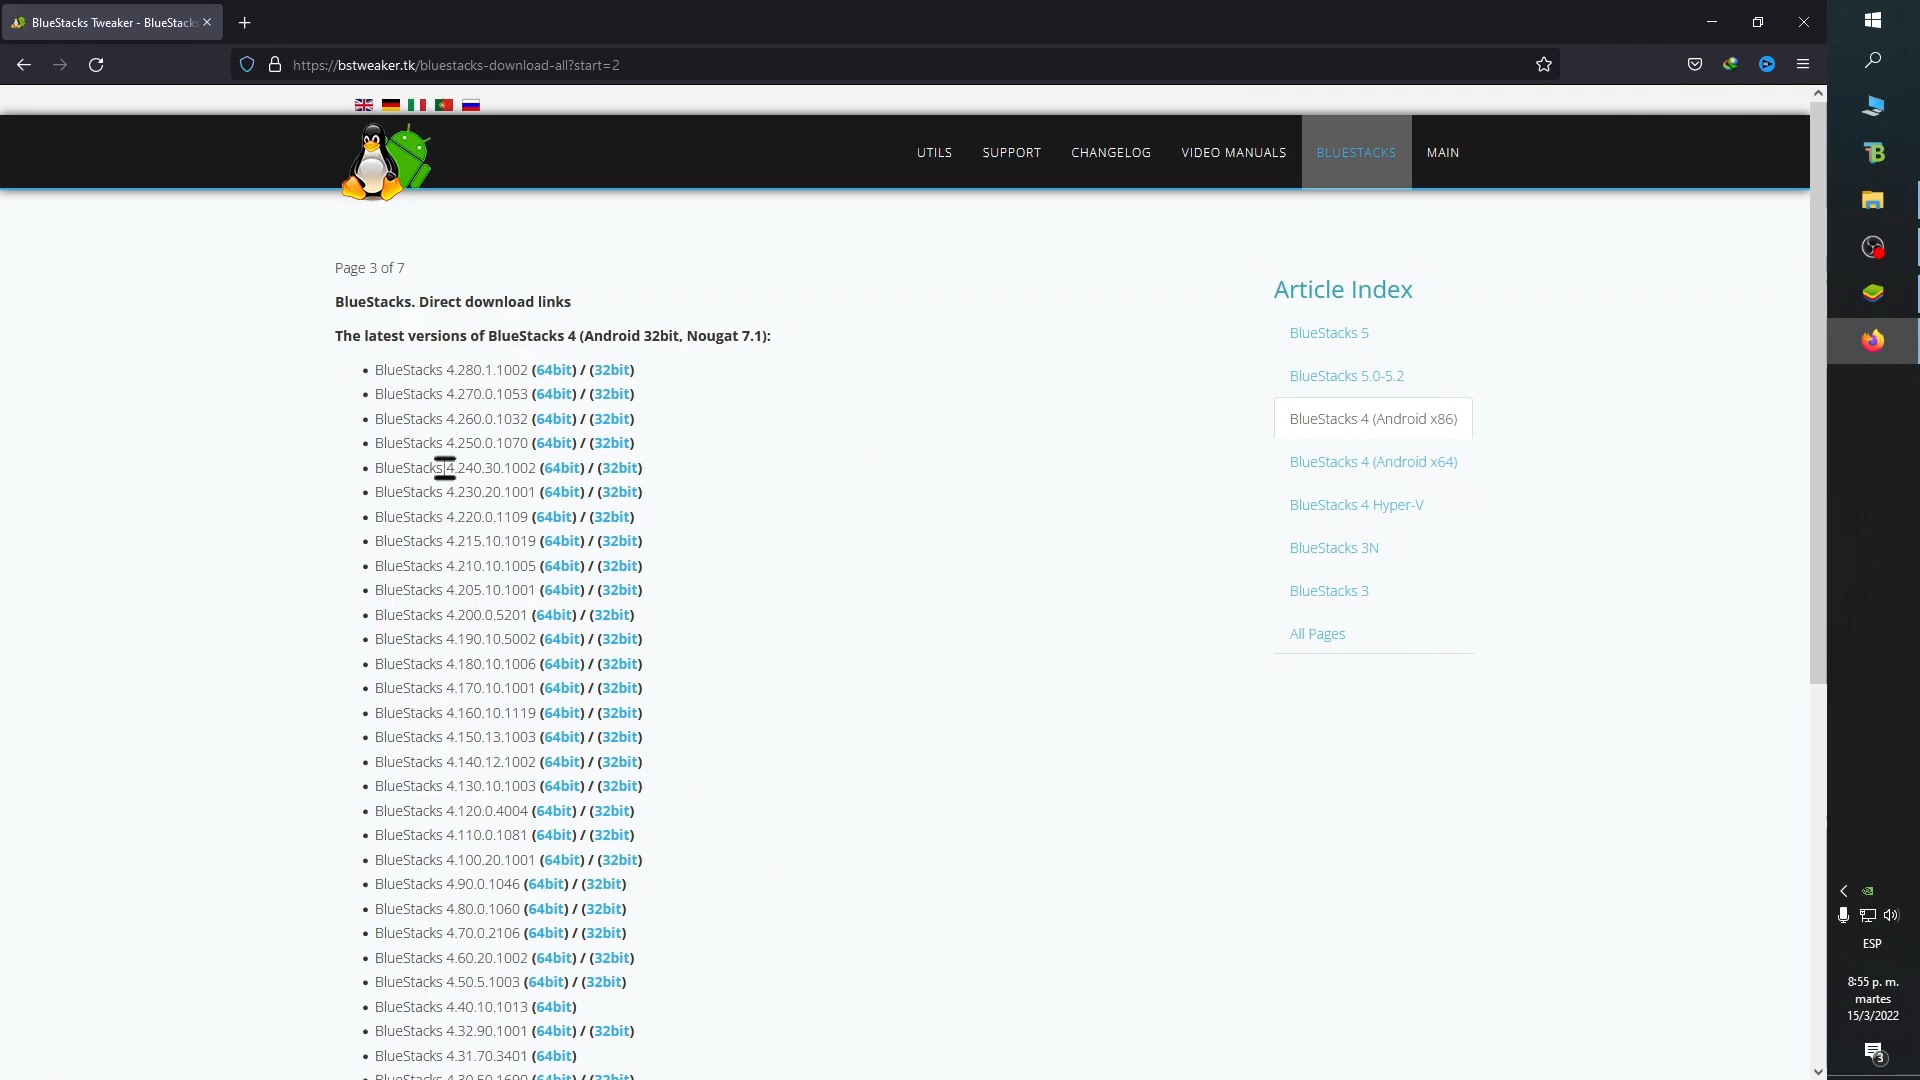 BlueStacks Tweaker - BlueStacks
https://bstweaker.tk/bluestacks-download-all?start=2
UTILS
SUPPORT
CHANGELOG
VIDEO MANUALS
BLUESTACKS
MAIN
Page 3 of 7
BlueStacks. Direct download links
The latest versions of BlueStacks 4 (Android 32bit, Nougat 7.1):
BlueStacks 4.280.1.1002 (64bit) / (32bit)
BlueStacks 4.270.0.1053 (64bit) / (32bit)
BlueStacks 4.260.0.1032 (64bit) / (32bit)
BlueStacks 4.250.0.1070 (64bit) / (32bit)
BlueStacks 4.240.30.1002 (64bit) / (32bit)
BlueStacks 4.230.20.1001 (64bit) / (32bit)
BlueStacks 4.220.0.1109 (64bit) / (32bit)
BlueStacks 4.215.10.1019 (64bit) / (32bit)
BlueStacks 4.210.10.1005 (64bit) / (32bit)
BlueStacks 4.205.10.1001 (64bit) / (32bit)
BlueStacks 4.200.0.5201 (64bit) / (32bit)
BlueStacks 4.190.10.5002 (64bit) / (32bit)
BlueStacks 4.180.10.1006 (64bit) / (32bit)
BlueStacks 4.170.10.1001 (64bit) / (32bit)
BlueStacks 4.160.10.1119 (64bit) / (32bit)
BlueStacks 4.150.13.1003 (64bit) / (32bit)
BlueStacks 4.140.12.1002 (64bit) / (32bit)
BlueStacks 4.130.10.1003 (64bit) / (32bit)
BlueStacks 4.120.0.4004 (64bit) / (32bit)
BlueStacks 4.110.0.1081 (64bit) / (32bit)
BlueStacks 4.100.20.1001 (64bit) / (32bit)
BlueStacks 4.90.0.1046 (64bit) / (32bit)
BlueStacks 4.80.0.1060 (64bit) / (32bit)
BlueStacks 4.70.0.2106 (64bit) / (32bit)
BlueStacks 4.60.20.1002 (64bit) / (32bit)
BlueStacks 4.50.5.1003 (64bit) / (32bit)
BlueStacks 4.40.10.1013 (64bit)
BlueStacks 4.32.90.1001 (64bit) / (32bit)
BlueStacks 4.31.70.3401 (64bit)
BlueStacks 4.30.50.1690 (64bit) / (32bit)
Article Index
BlueStacks 5
BlueStacks 5.0-5.2
BlueStacks 4 (Android x86)
BlueStacks 4 (Android x64)
BlueStacks 4 Hyper-V
BlueStacks 3N
BlueStacks 3
All Pages
TB
ESP
8:55 p. m.
martes
15/3/2022
3